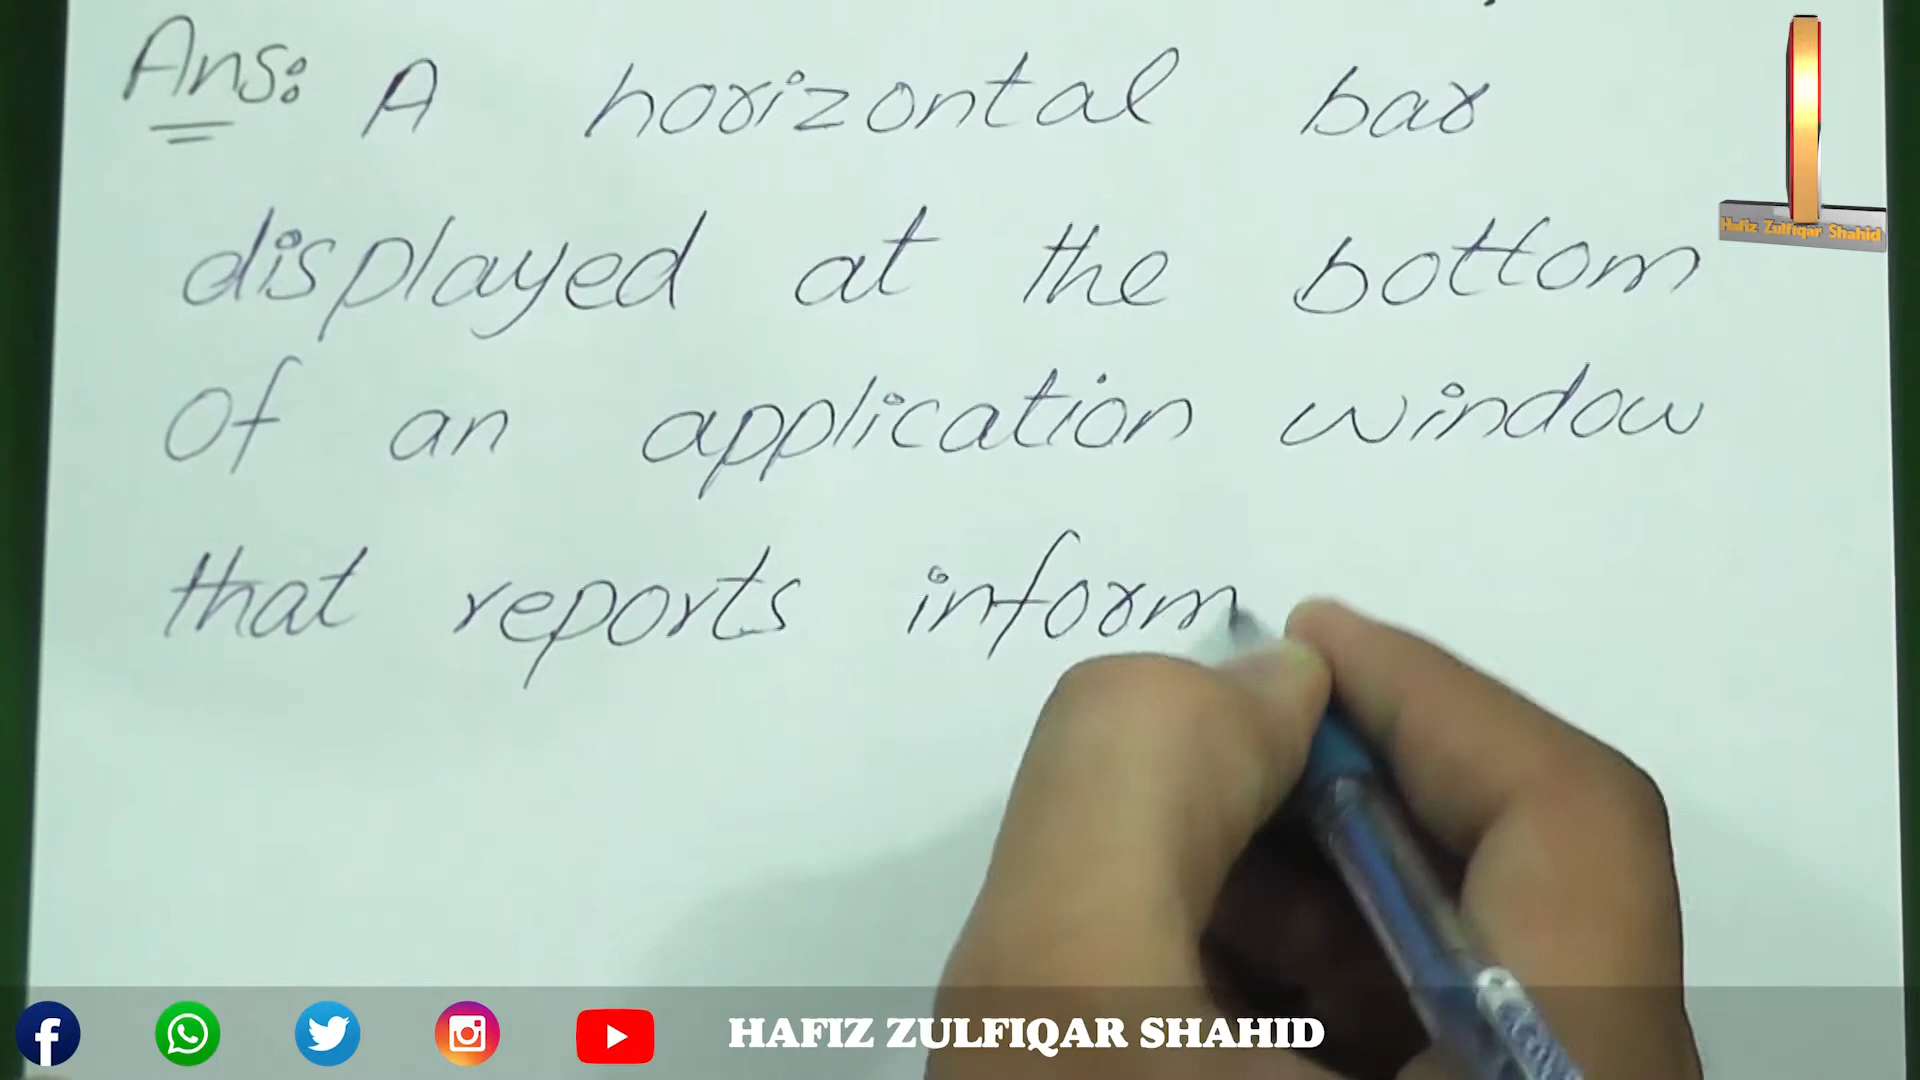 Ans: A horizontal bar
displayed at the bottom
of an application window
that reports inform
Hafiz Zulfiqar Shahid
HAFIZ ZULFIQAR SHAHID